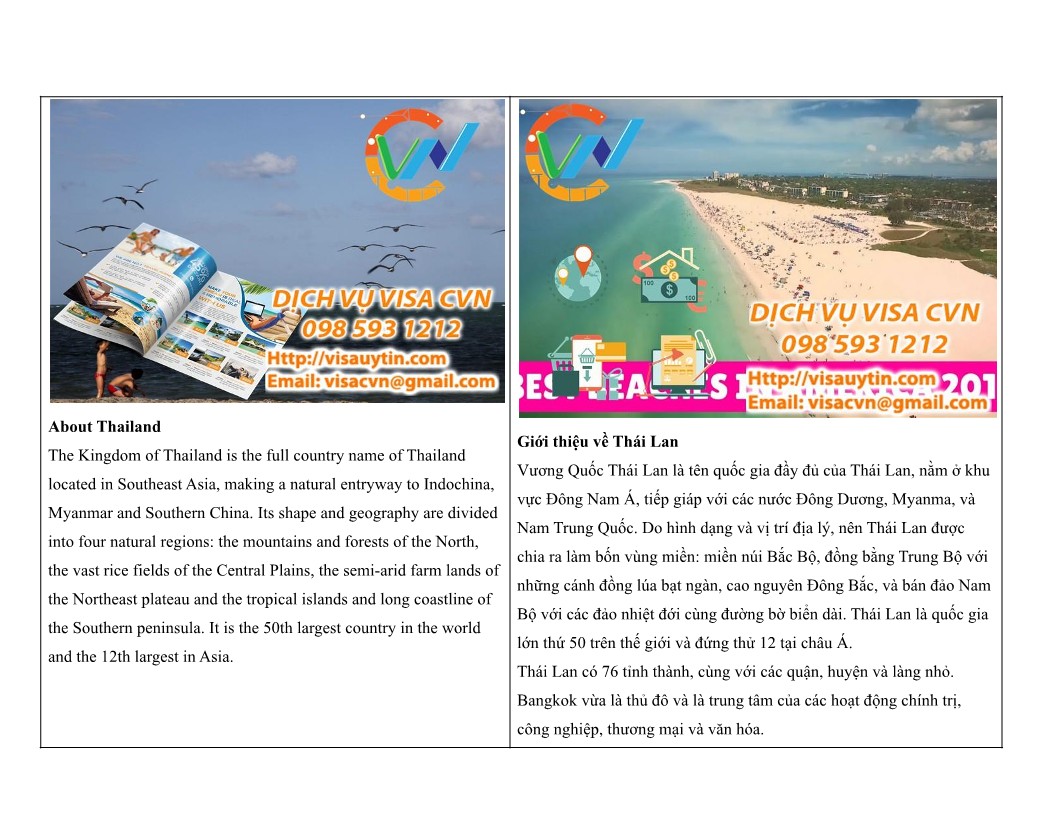 DỊCH VỤ VISA CVN
098 593 1212
Http://visauytin.com
Email: visacvn@gmail.com
About Thailand
The Kingdom of Thailand is the full country name of Thailand
located in Southeast Asia, making a natural entryway to Indochina,
Myanmar and Southern China. Its shape and geography are divided
into four natural regions: the mountains and forests of the North,
the vast rice fields of the Central Plains, the semi-arid farm lands of
the Northeast plateau and the tropical islands and long coastline of
the Southern peninsula. It is the 50th largest country in the world
and the 12th largest in Asia.
DỊCH VỤ VISA CVN
098 593 1212
Http://visauytin.com
Email: visacvn@gmail.com
Giới thiệu về Thái Lan
Vương Quốc Thái Lan là tên quốc gia đầy đủ của Thái Lan, nằm ở khu
vực Đông Nam Á, tiếp giáp với các nước Đông Dương, Myanma, và
Nam Trung Quốc. Do hình dạng và vị trí địa lý, nên Thái Lan được
chia ra làm bốn vùng miền: miền núi Bắc Bộ, đồng bằng Trung Bộ với
những cánh đồng lúa bạt ngàn, cao nguyên Đông Bắc, và bán đảo Nam
Bộ với các đảo nhiệt đới cùng đường bờ biển dài. Thái Lan là quốc gia
lớn thứ 50 trên thế giới và đứng thử 12 tại châu Á.
Thái Lan có 76 tỉnh thành, cùng với các quận, huyện và làng nhỏ.
Bangkok vừa là thủ đô và là trung tâm của các hoạt động chính trị,
công nghiệp, thương mại và văn hóa.